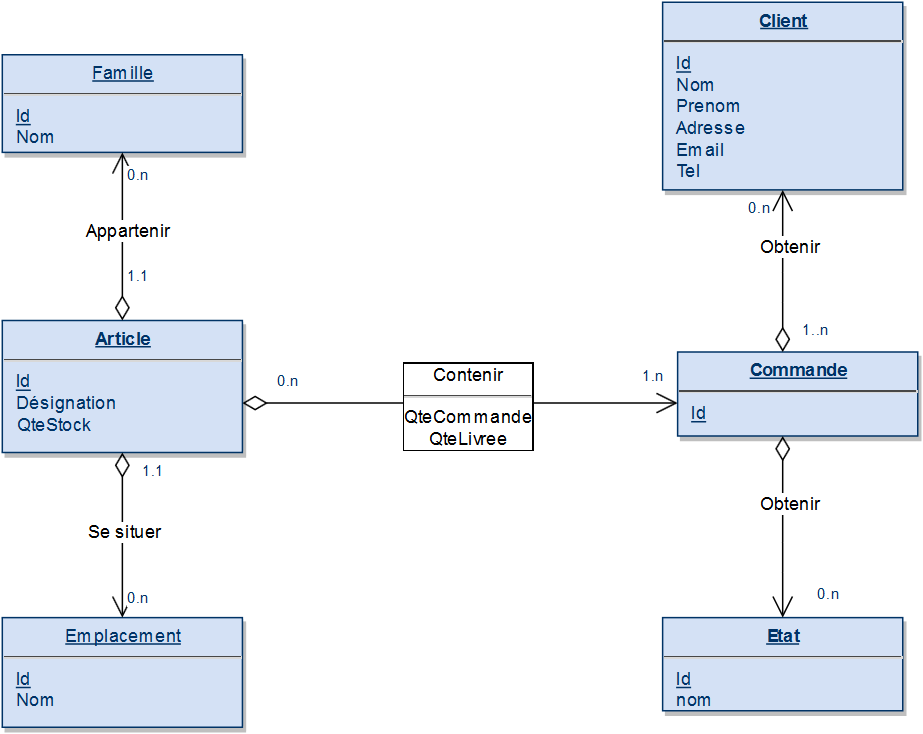 Client
Id
Nom
Prenom
Adresse
Email
Tel
Famille
Id
Nom
0.n
Appartenir
1.1
0..n
Obtenir
1..n
Article
Id
Désignation
QteStock
0.n
Contenir
QteCommande
QteLivree
1.n
Commande
Id
1.1
Se situer
0.n
Obtenir
0.n
Emplacement
Id
Nom
Etat
Id
nom